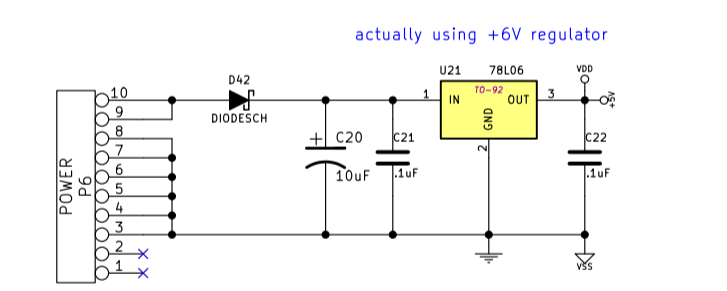 actually using +6V regulator
U21 78L06
VDD
D42
TO-92
1 IN OUT 3
+5V
10
9
DIODESCH
GND
8
+ C20 C21 C22
2
7
10uF .1uF .1uF
6
POWER
P6
5
4
3
2
1
VSS